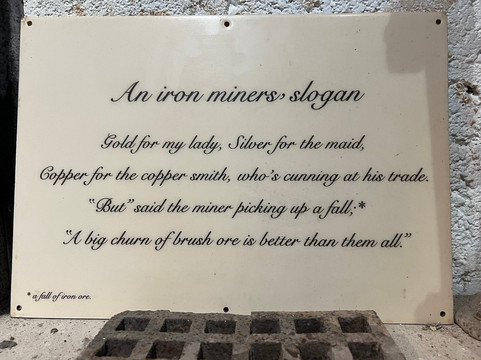 An iron miners' slogan
Gold for my lady, Silver for the maid,
Copper for the copper smith, who's cunning at his trade.
"But" said the miner picking up a fall;*
"A big churn of brush ore is better than them all."
* a fall of iron ore.